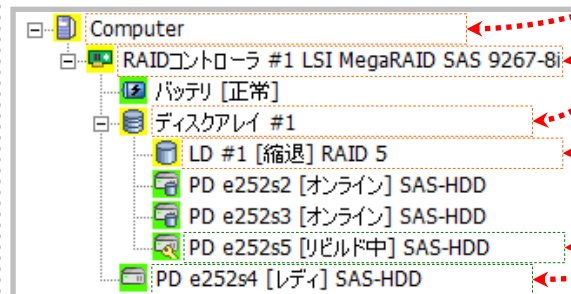 Computer
RAIDコントローラ #1 LSI MegaRAID SAS 9267-8i
バッテリ [正常]
ディスクアレイ #1
LD #1 [縮退] RAID 5
PD e252s2 [オンライン] SAS-HDD
PD e252s3 [オンライン] SAS-HDD
PD e252s5 [リビルド中] SAS-HDD
PD e252s4 [レディ] SAS-HDD